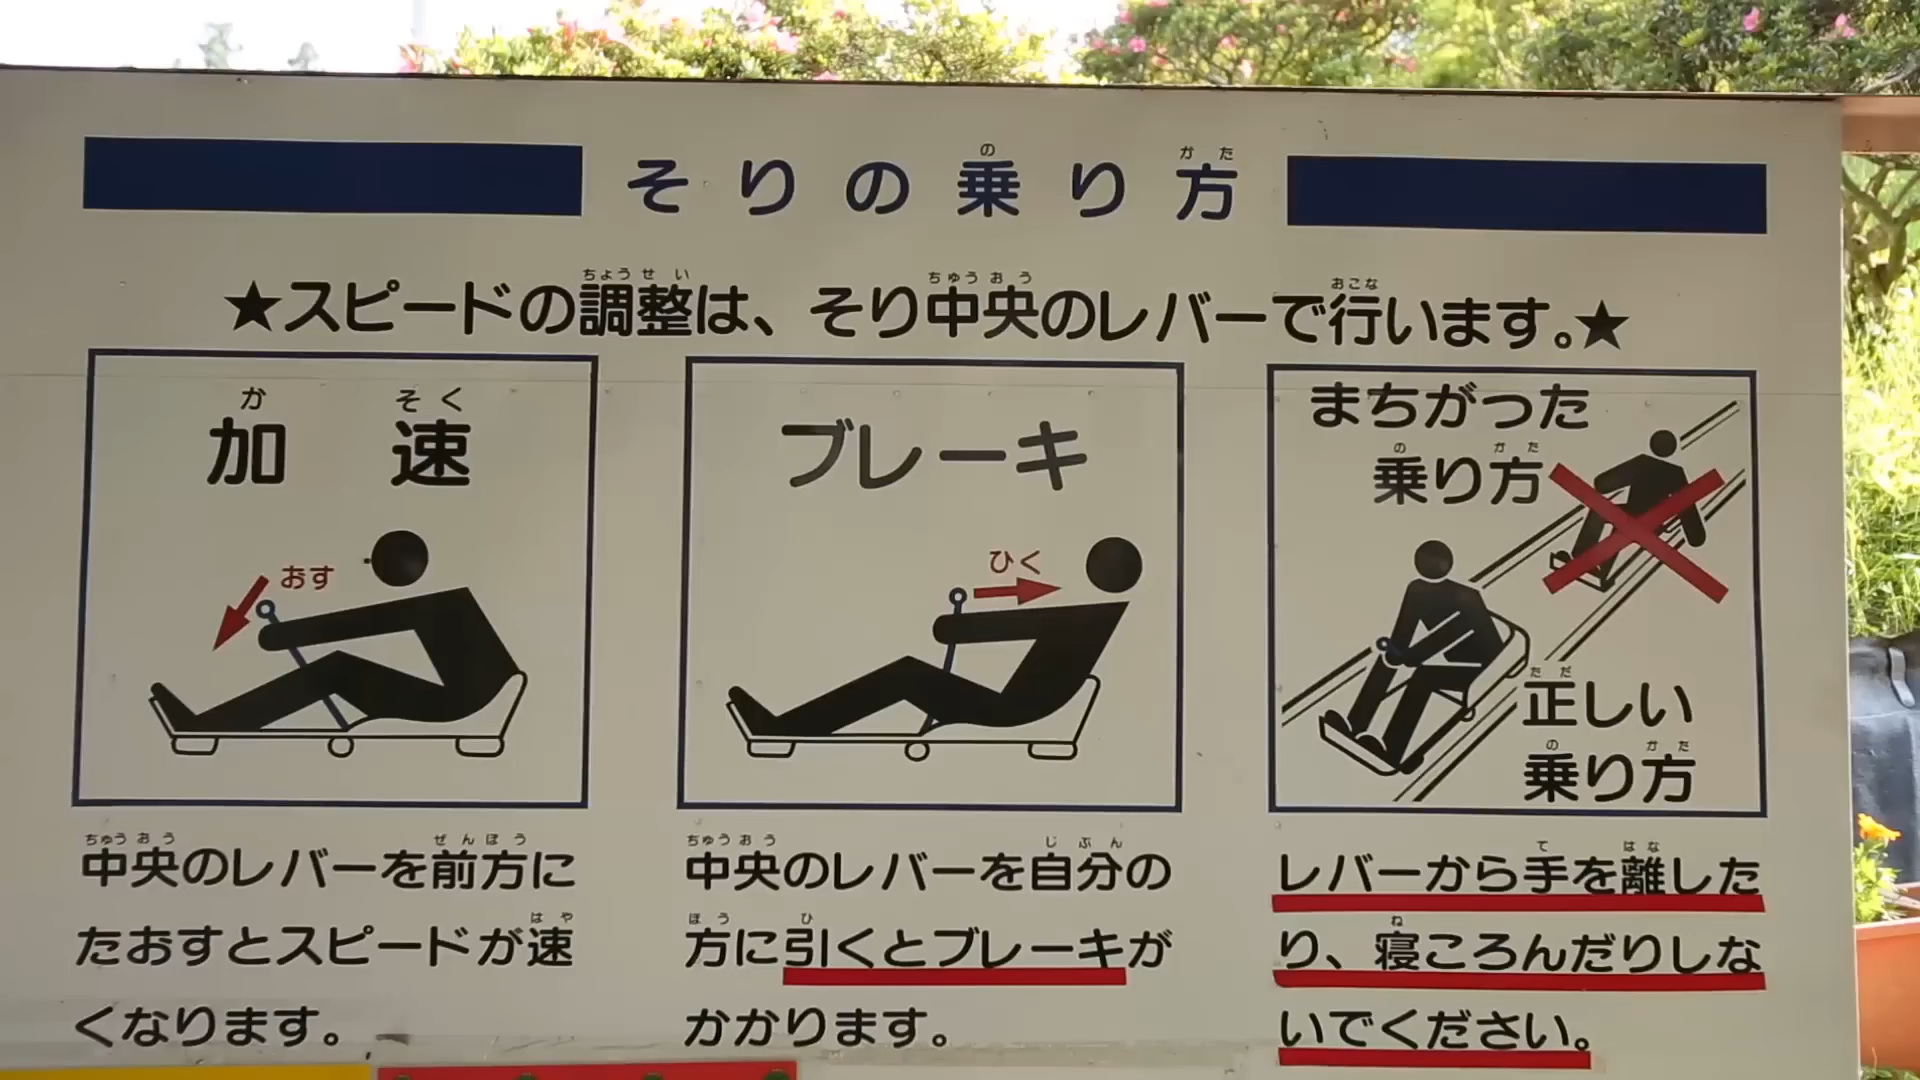 そりの乗り方
★スピードの調整は、そり中央のレバーで行います。★
加速
おす
中央のレバーを前方に
たおすとスピードが速
くなります。
ブレーキ
ひく
中央のレバーを自分の
方に引くとブレーキが
かかります。
まちがった
乗り方
正しい
乗り方
レバーから手を離した
り、寝ころんだりしな
いでください。